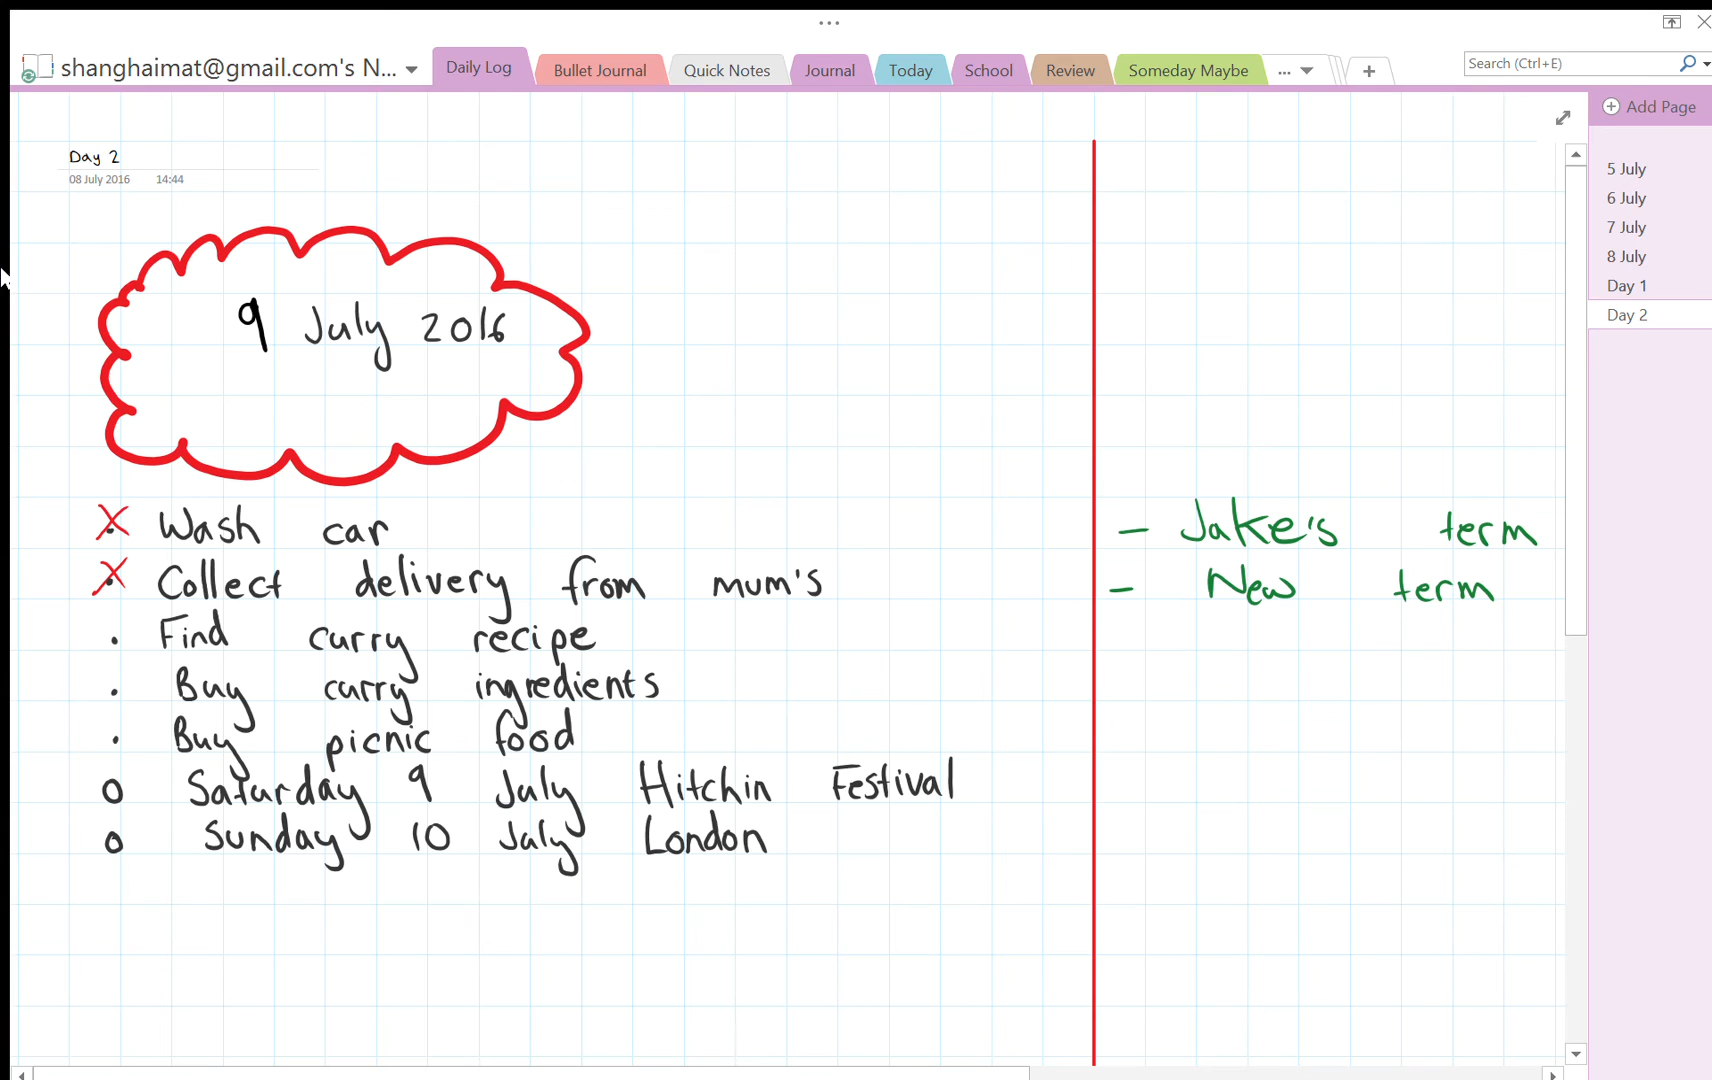 ...
shanghaimat@gmail.com's N...
Daily Log
Bullet Journal
Quick Notes
Journal
Today
School
Review
Someday Maybe
...
+
Search (Ctrl+E)
Add Page
5 July
6 July
7 July
8 July
Day 1
Day 2
Day 2
08 July 2016 14:44
9 July 2016
X Wash car
X Collect delivery from mum's
· Find curry recipe
· Buy curry ingredients
· Buy picnic food
O Saturday 9 July Hitchin Festival
O Sunday 10 July London
- Jake's term
- New term